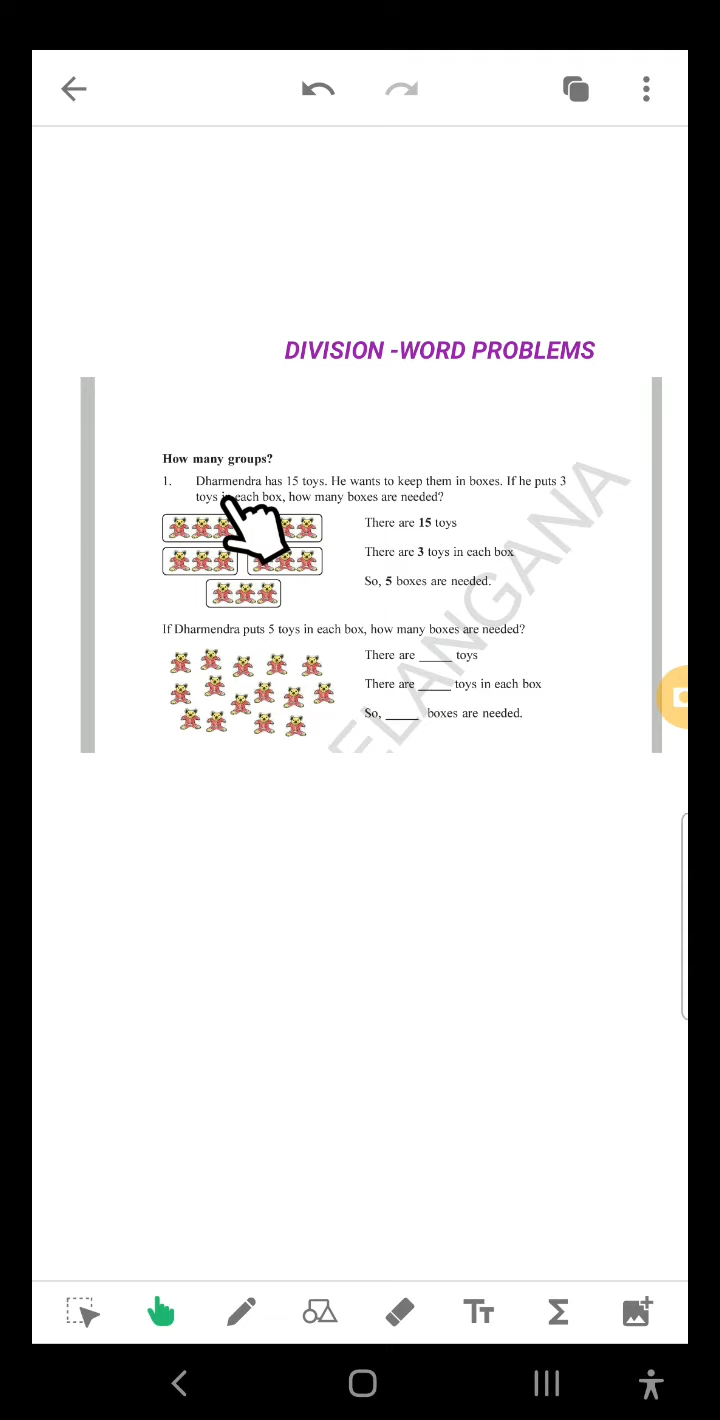 DIVISION -WORD PROBLEMS
How many groups?
1. Dharmendra has 15 toys. He wants to keep them in boxes. If he puts 3
toys in each box, how many boxes are needed?
There are 15 toys
There are 3 toys in each box
So, 5 boxes are needed.
If Dharmendra puts 5 toys in each box, how many boxes are needed?
There are _____ toys
There are _____ toys in each box
So, _____ boxes are needed.
ELANGANA
Tт
Σ